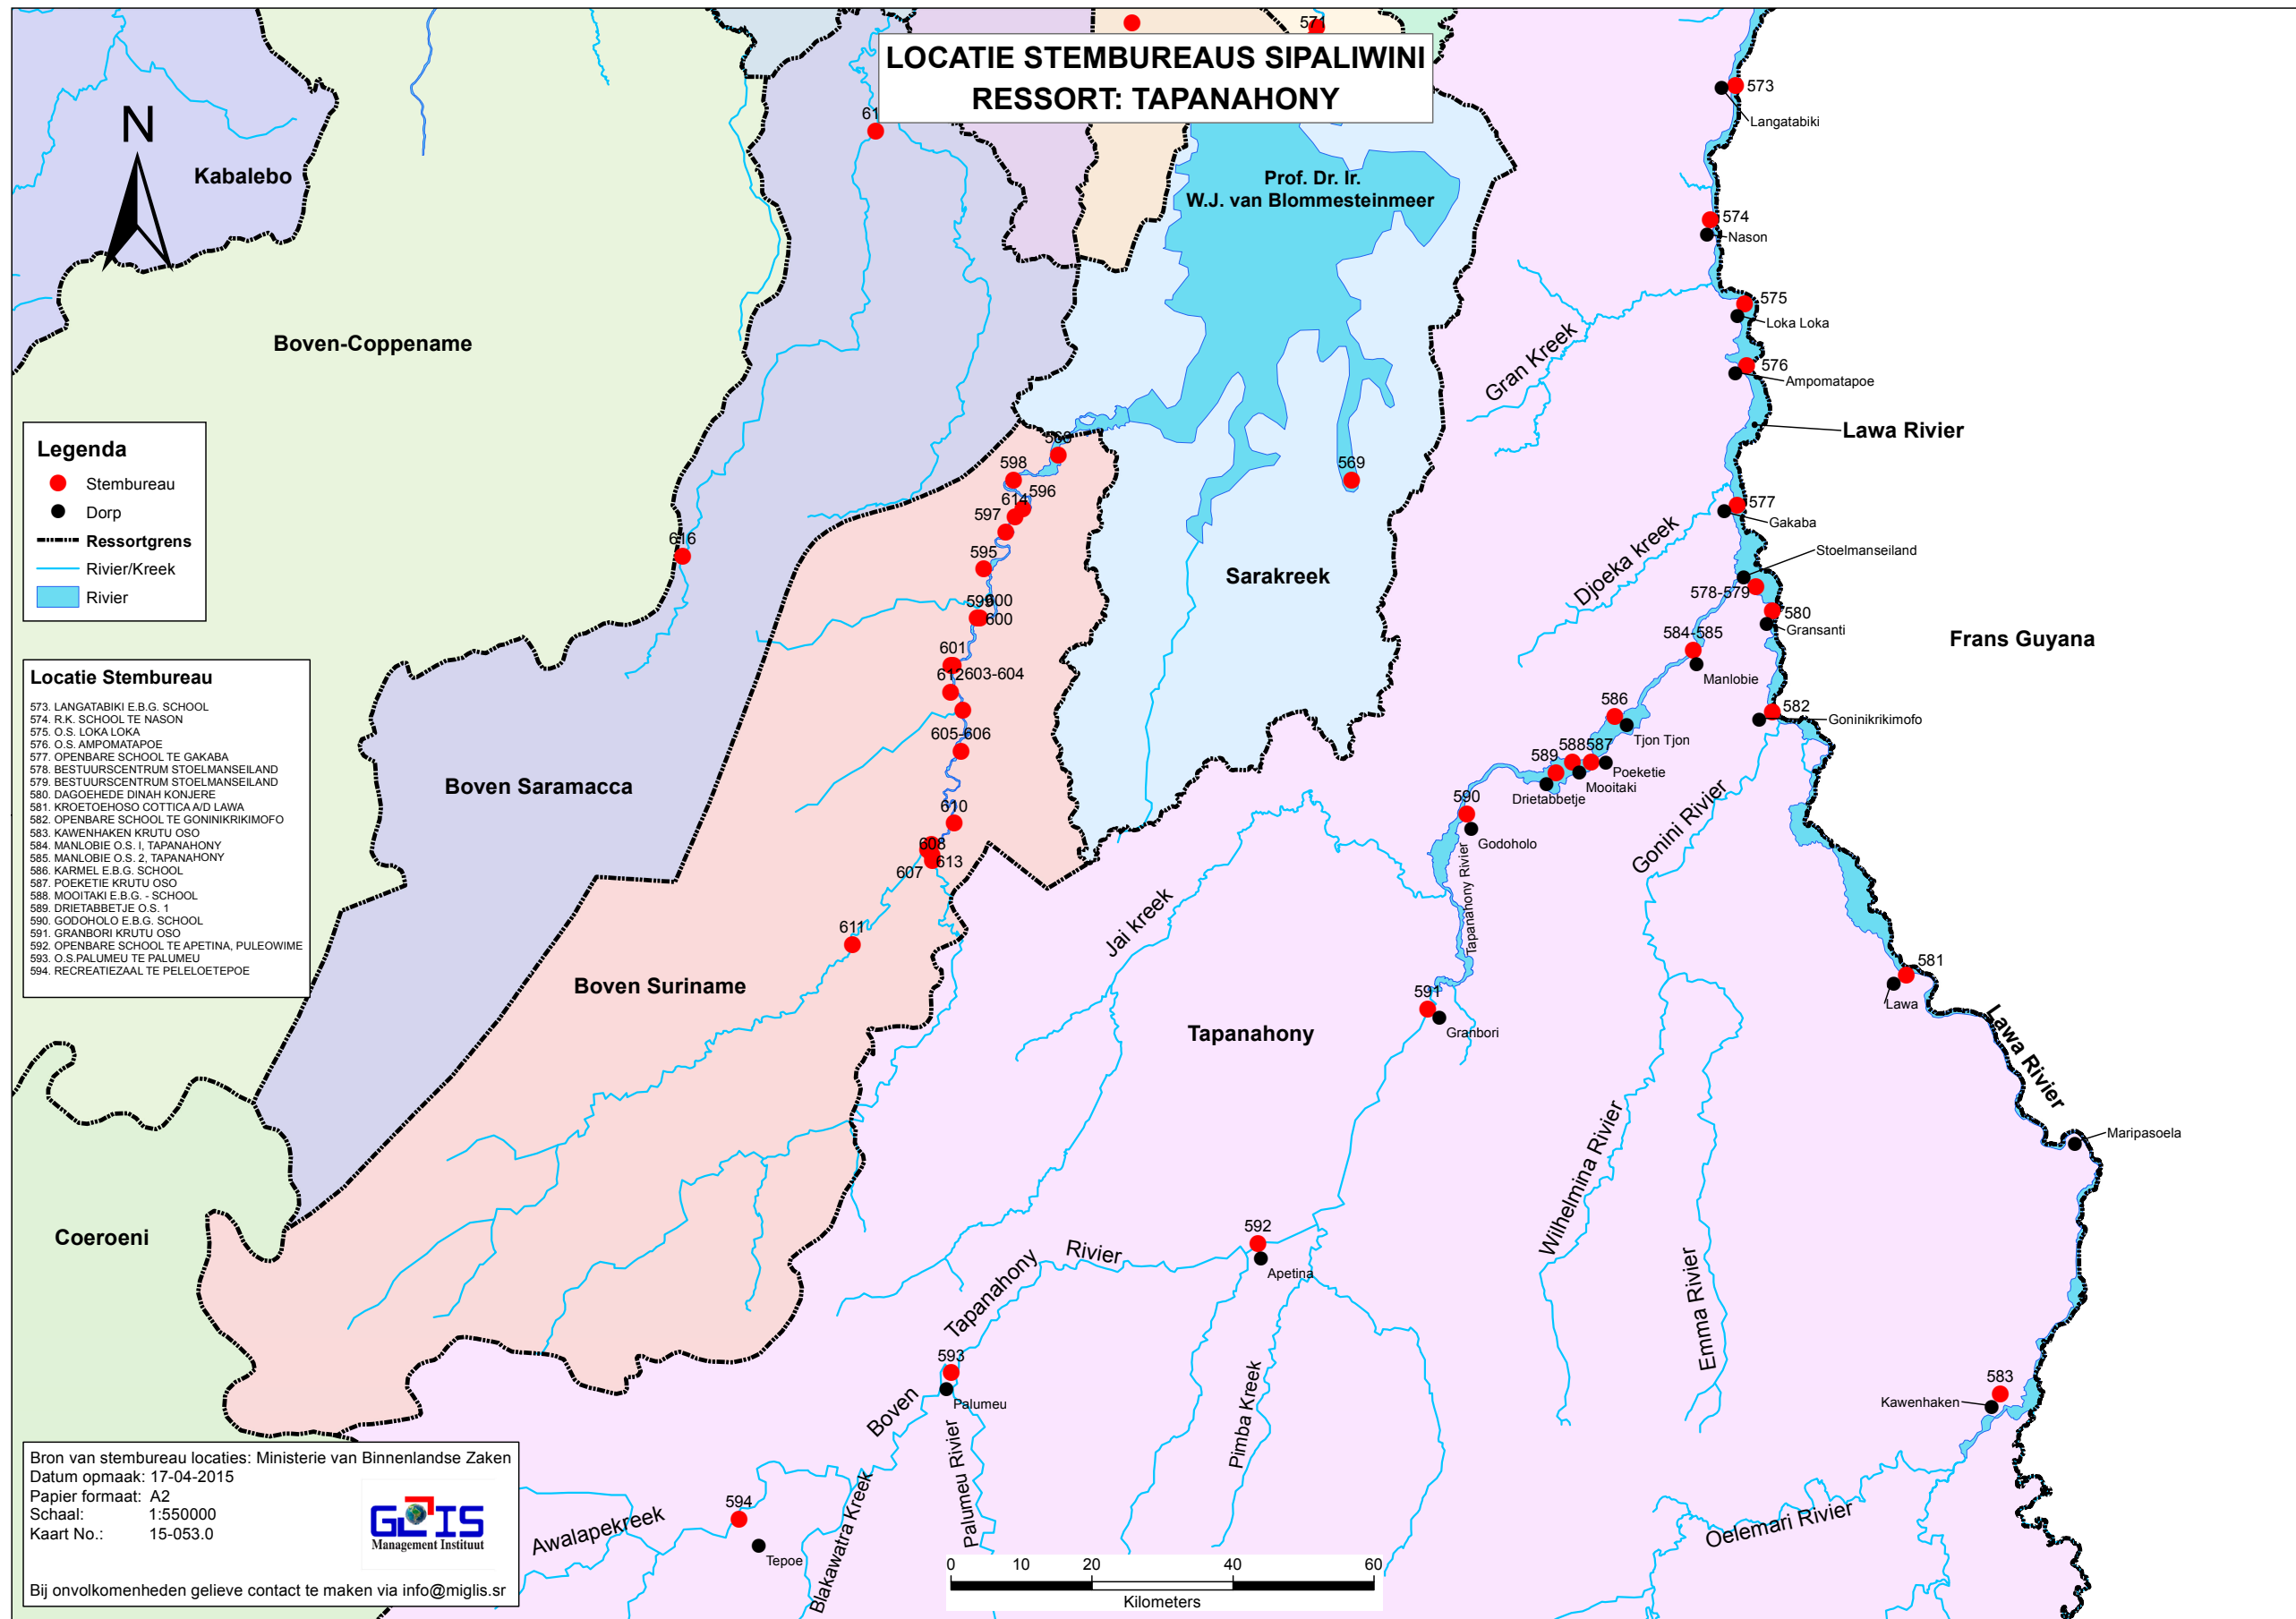 LOCATIE STEMBUREAUS SIPALIWINI
RESSORT: TAPANAHONY
N
Kabalebo
Boven-Coppename
Prof. Dr. Ir.
W.J. van Blommesteinmeer
571
573
Langatabiki
574
Nason
575
Loka Loka
576
Ampomatapoe
Lawa Rivier
Gran Kreek
577
Gakaba
Stoelmanseiland
578-579
580
Gransanti
Djoeka kreek
584-585
Manlobie
586
Tjon Tjon
582
Goninikrikimofo
Frans Guyana
588
587
589
Poeketie
Mooitaki
Drietabbetje
590
Godoholo
Tapanahony Rivier
Gonini Rivier
581
Lawa
Lawa Rivier
Maripasoela
591
Granbori
Tapanahony
Jai kreek
Wilhelmina Rivier
Emma Rivier
592
Apetina
Tapanahony
Rivier
Boven
593
Palumeu
Palumeu Rivier
Pimba Kreek
583
Kawenhaken
Oelemari Rivier
594
Tepoe
Awalapekreek
Blakawatra Kreek
Sarakreek
569
598
596
614
597
595
599
600
600
601
612
603-604
605-606
610
608
613
607
611
616
61
Boven Saramacca
Boven Suriname
Coeroeni
Legenda
Stembureau
Dorp
Ressortgrens
Rivier/Kreek
Rivier
Locatie Stembureau
573. LANGATABIKI E.B.G. SCHOOL
574. R.K. SCHOOL TE NASON
575. O.S. LOKA LOKA
576. O.S. AMPOMATAPOE
577. OPENBARE SCHOOL TE GAKABA
578. BESTUURSCENTRUM STOELMANSEILAND
579. BESTUURSCENTRUM STOELMANSEILAND
580. DAGOEHEDE DINAH KONJERE
581. KROETOEHOSO COTTICA A/D LAWA
582. OPENBARE SCHOOL TE GONINIKRIKIMOFO
583. KAWENHAKEN KRUTU OSO
584. MANLOBIE O.S. I, TAPANAHONY
585. MANLOBIE O.S. 2, TAPANAHONY
586. KARMEL E.B.G. SCHOOL
587. POEKETIE KRUTU OSO
588. MOOITAKI E.B.G. - SCHOOL
589. DRIETABBETJE O.S. 1
590. GODOHOLO E.B.G. SCHOOL
591. GRANBORI KRUTU OSO
592. OPENBARE SCHOOL TE APETINA, PULEOWIME
593. O.S.PALUMEU TE PALUMEU
594. RECREATIEZAAL TE PELELOETEPOE
Bron van stembureau locaties: Ministerie van Binnenlandse Zaken
Datum opmaak: 17-04-2015
Papier formaat: A2
Schaal: 1:550000
Kaart No.: 15-053.0
GLIS
Management Instituut
Bij onvolkomenheden gelieve contact te maken via info@miglis.sr
0 10 20 40 60
Kilometers